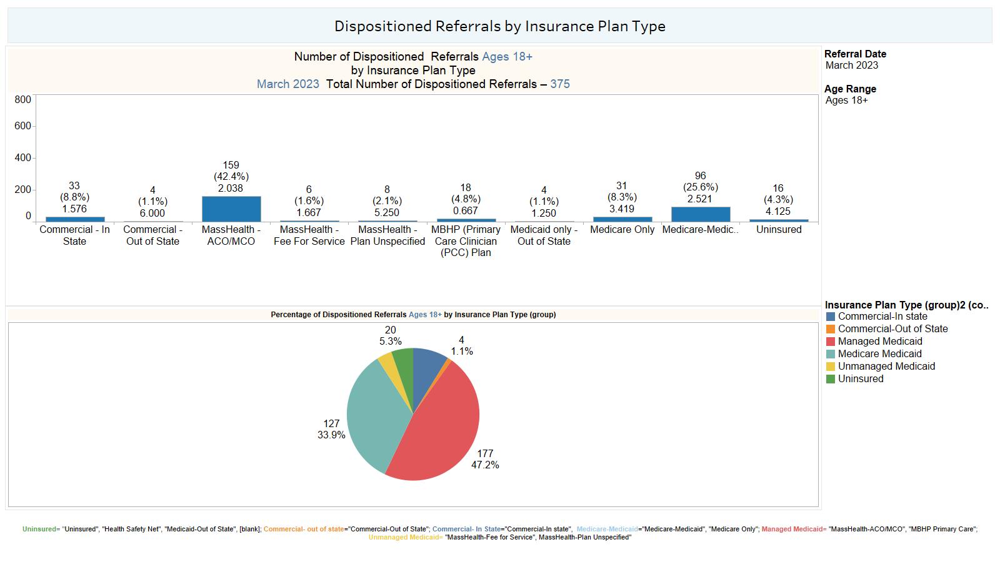 Dispositioned Referrals by Insurance Plan Type
Number of Dispositioned  Referrals Ages 18+
by Insurance Plan Type
March 2023  Total Number of Dispositioned Referrals – 375
Referral Date
March 2023
Age Range
Ages 18+
800
600
400
200
0
33
(8.8%)
1.576
4
(1.1%)
6.000
159
(42.4%)
2.038
6
(1.6%)
1.667
8
(2.1%)
5.250
18
(4.8%)
0.667
4
(1.1%)
1.250
31
(8.3%)
3.419
96
(25.6%)
2.521
16
(4.3%)
4.125
Commercial - In
State
Commercial -
Out of State
MassHealth -
ACO/MCO
MassHealth -
Fee For Service
MassHealth -
Plan Unspecified
MBHP (Primary
Care Clinician
(PCC) Plan
Medicaid only -
Out of State
Medicare Only
Medicare-Medic..
Uninsured
Percentage of Dispositioned Referrals Ages 18+ by Insurance Plan Type (group)
20
5.3%
4
1.1%
127
33.9%
177
47.2%
Insurance Plan Type (group)2 (co..
Commercial-In state
Commercial-Out of State
Managed Medicaid
Medicare Medicaid
Unmanaged Medicaid
Uninsured
Uninsured= "Uninsured", "Health Safety Net", "Medicaid-Out of State", [blank]; Commercial- out of state="Commercial-Out of State"; Commercial- In State="Commercial-In state",  Medicare-Medicaid="Medicare-Medicaid", "Medicare Only"; Managed Medicaid= "MassHealth-ACO/MCO", "MBHP Primary Care";
Unmanaged Medicaid= "MassHealth-Fee for Service", MassHealth-Plan Unspecified"